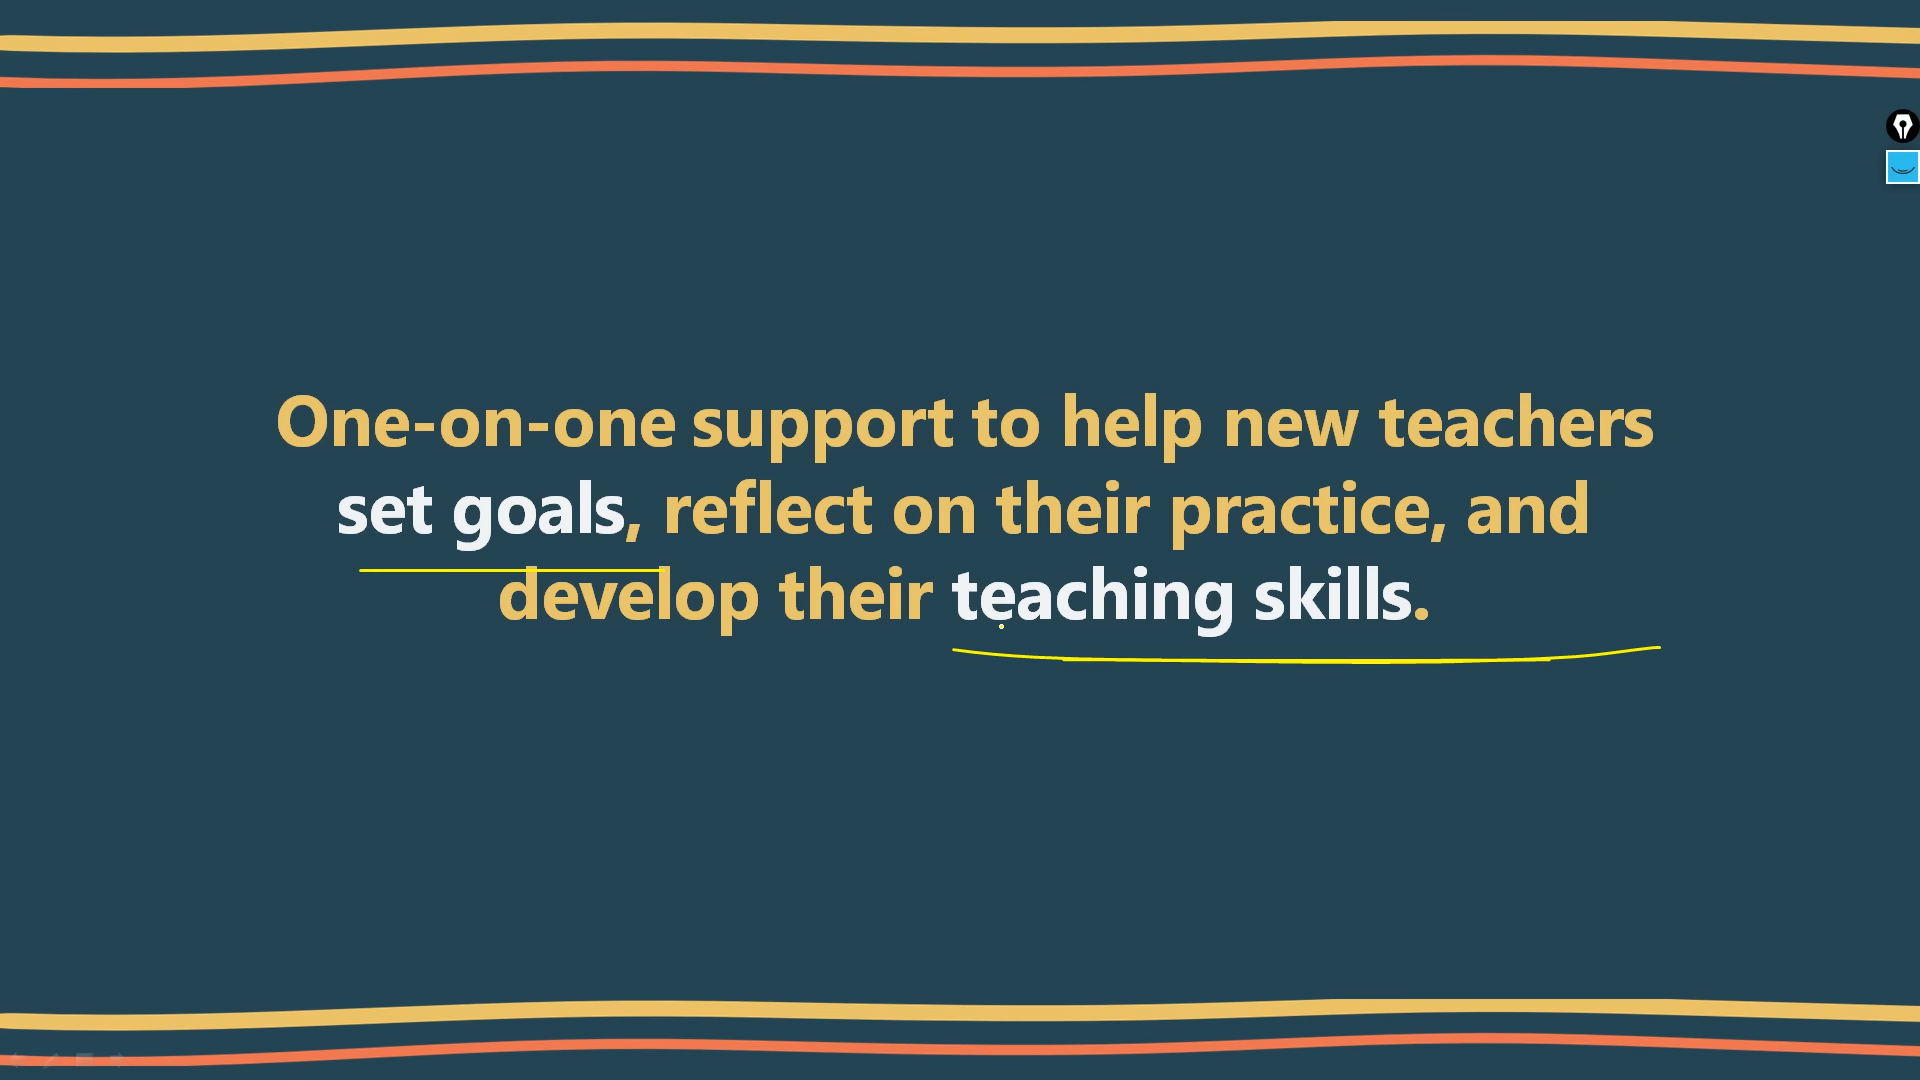 One-on-one support to help new teachers
set goals, reflect on their practice, and
develop their teaching skills.